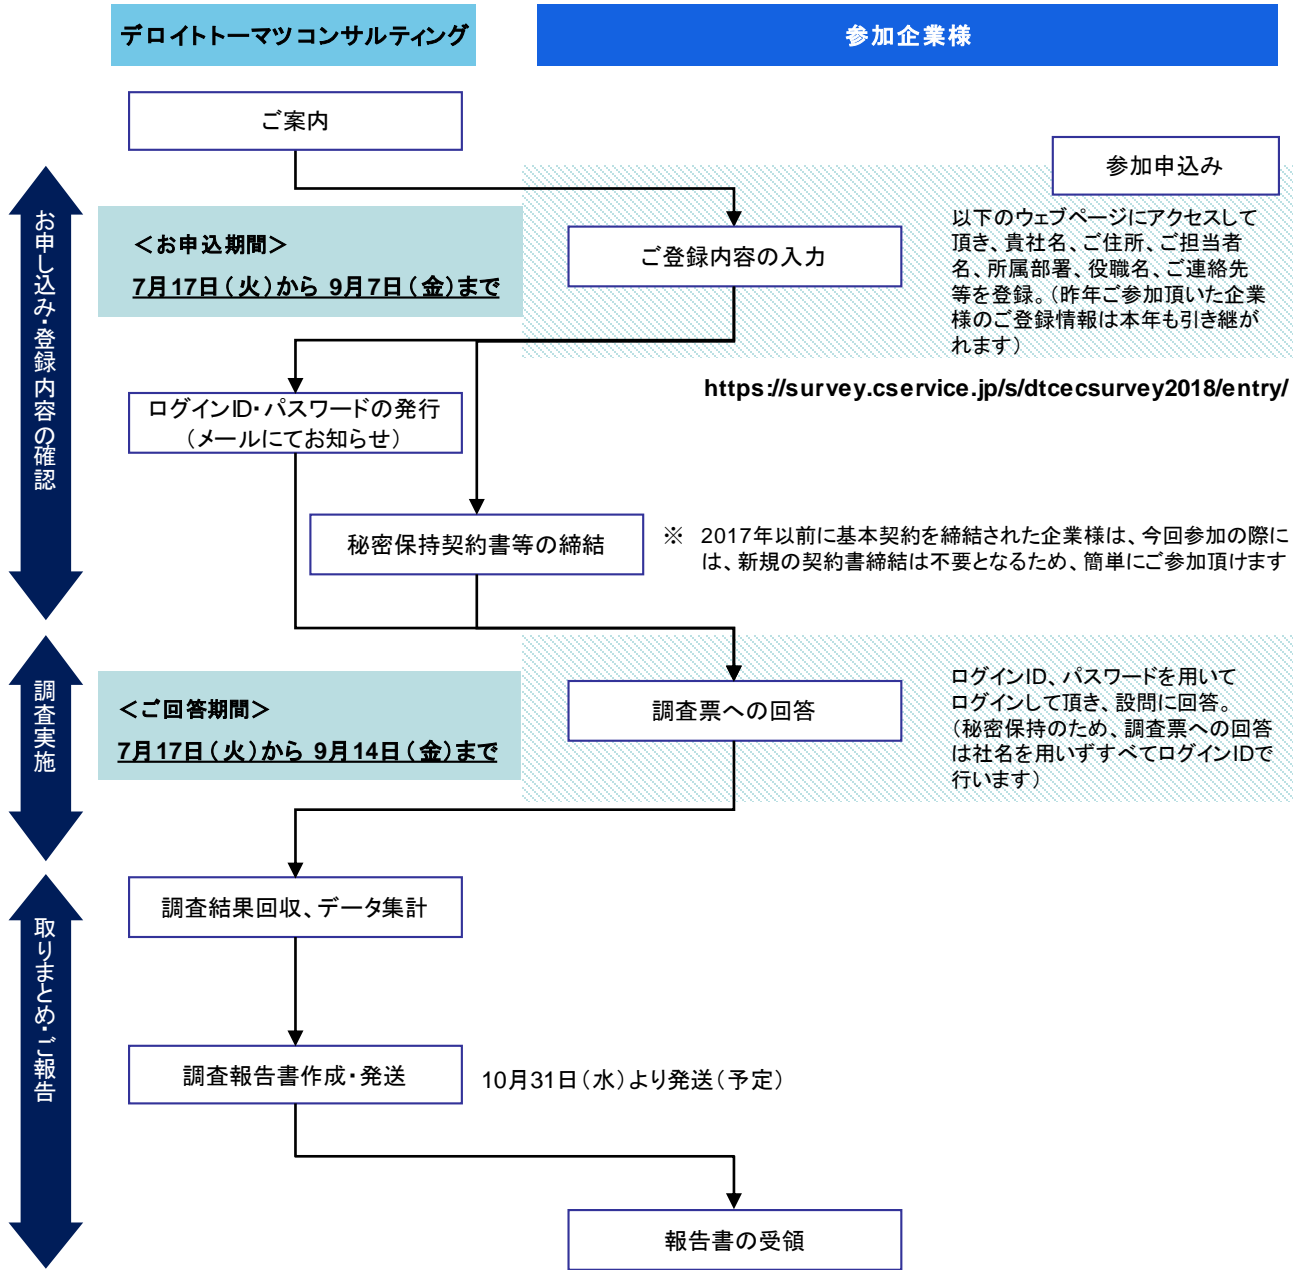 デロイトトーマツコンサルティング
参加企業様
ご案内
参加申込み
お申し込み・登録内容の確認
＜お申込期間＞
7月17日（火）から 9月7日（金）まで
ご登録内容の入力
以下のウェブページにアクセスして
頂き、貴社名、ご住所、ご担当者
名、所属部署、役職名、ご連絡先
等を登録。（昨年ご参加頂いた企業
様のご登録情報は本年も引き継が
れます）
https://survey.cservice.jp/s/dtcecsurvey2018/entry/
ログインID・パスワードの発行
（メールにてお知らせ）
秘密保持契約書等の締結
※ 2017年以前に基本契約を締結された企業様は、今回参加の際に
は、新規の契約書締結は不要となるため、簡単にご参加頂けます
調査実施
＜ご回答期間＞
7月17日（火）から 9月14日（金）まで
調査票への回答
ログインID、パスワードを用いて
ログインして頂き、設問に回答。
（秘密保持のため、調査票への回答
は社名を用いずすべてログインIDで
行います）
取りまとめ・ご報告
調査結果回収、データ集計
調査報告書作成・発送
10月31日（水）より発送（予定）
報告書の受領